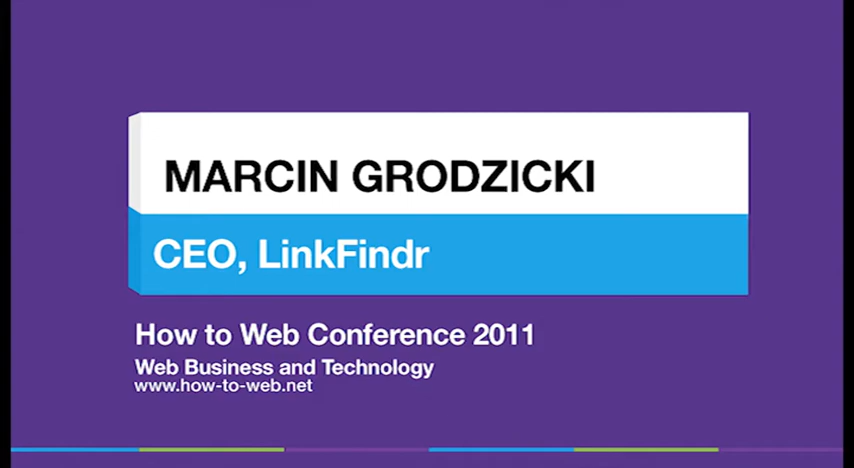 MARCIN GRODZICKI
CEO, LinkFindr
How to Web Conference 2011
Web Business and Technology
www.how-to-web.net